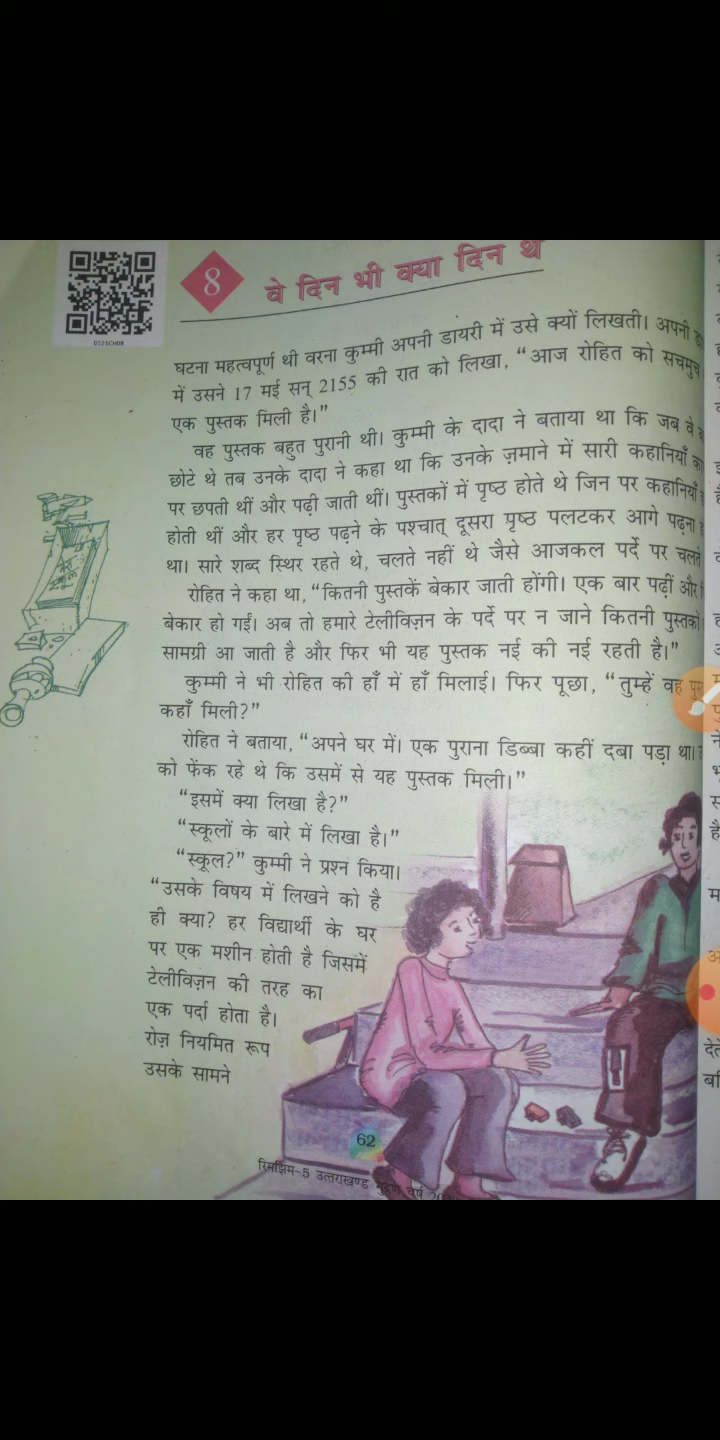 0525CH08
8
वे दिन भी क्या दिन थे
घटना महत्वपूर्ण थी वरना कुम्मी अपनी डायरी में उसे क्यों लिखती। अपनी
में उसने 17 मई सन् 2155 की रात को लिखा, “आज रोहित को सचमुच
एक पुस्तक मिली है।”
वह पुस्तक बहुत पुरानी थी। कुम्मी के दादा ने बताया था कि जब वे
छोटे थे तब उनके दादा ने कहा था कि उनके ज़माने में सारी कहानियाँ
पर छपती थीं और पढ़ी जाती थीं। पुस्तकों में पृष्ठ होते थे जिन पर कहानियाँ
होती थीं और हर पृष्ठ पढ़ने के पश्चात् दूसरा पृष्ठ पलटकर आगे पढ़ना
था। सारे शब्द स्थिर रहते थे, चलते नहीं थे जैसे आजकल पर्दे पर चलते
रोहित ने कहा था, “कितनी पुस्तकें बेकार जाती होंगी। एक बार पढ़ीं और
बेकार हो गईं। अब तो हमारे टेलीविज़न के पर्दे पर न जाने कितनी पुस्तकों
सामग्री आ जाती है और फिर भी यह पुस्तक नई की नई रहती है।”
कुम्मी ने भी रोहित की हाँ में हाँ मिलाई। फिर पूछा, “तुम्हें वह
कहाँ मिली?”
रोहित ने बताया, “अपने घर में। एक पुराना डिब्बा कहीं दबा पड़ा था।
को फेंक रहे थे कि उसमें से यह पुस्तक मिली।”
“इसमें क्या लिखा है?”
“स्कूलों के बारे में लिखा है।”
“स्कूल?” कुम्मी ने प्रश्न किया।
“उसके विषय में लिखने को है
ही क्या? हर विद्यार्थी के घर
पर एक मशीन होती है जिसमें
टेलीविज़न की तरह का
एक पर्दा होता है।
रोज़ नियमित रूप
उसके सामने
62
रिमझिम-5 उत्तराखण्ड मुद्रण वर्ष